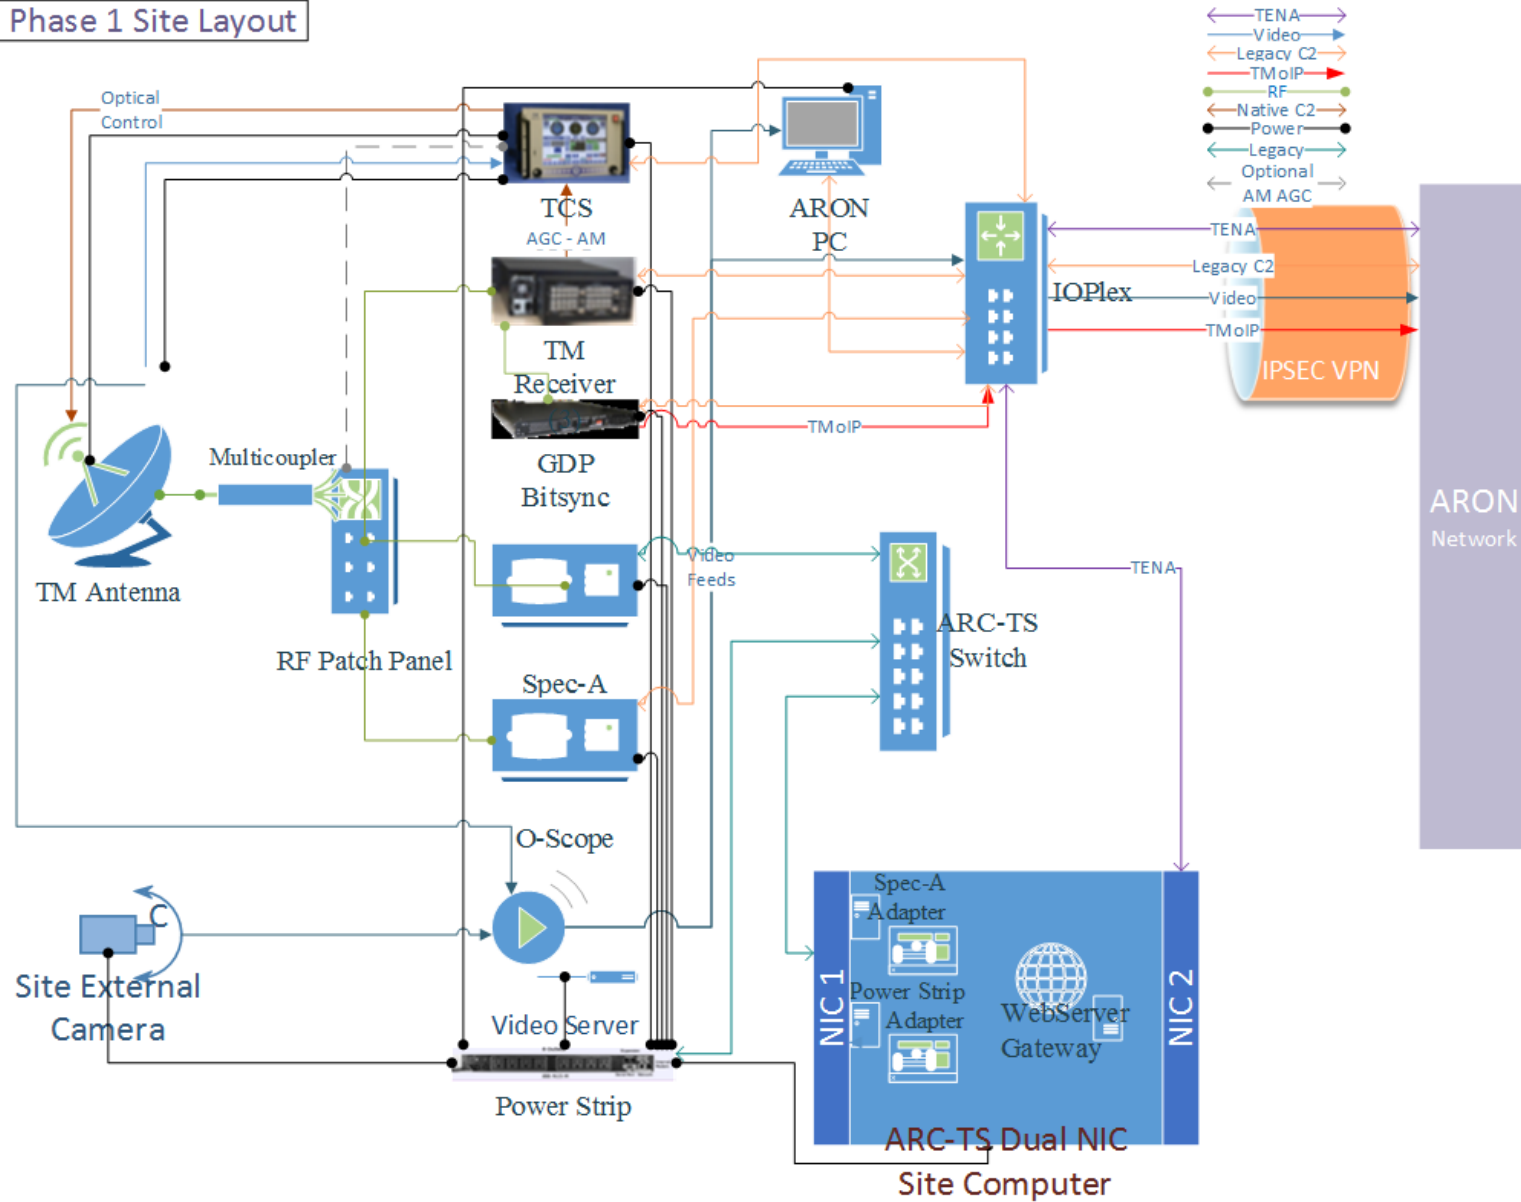 Phase 1 Site Layout
TENA
Video
Legacy C2
TMoIP
RF
Native C2
Power
Legacy
Optional
AM AGC
Optical
Control
TCS
AGC - AM
ARON
PC
IOPlex
TENA
Legacy C2
Video
TMoIP
IPSEC VPN
ARON
Network
TM
Receiver
TMoIP
GDP
Bitsync
Multicoupler
TM Antenna
RF Patch Panel
Video
Feeds
TENA
ARC-TS
Switch
Spec-A
O-Scope
C
Site External
Camera
Video Server
Power Strip
NIC 1
Spec-A
Adapter
Power Strip
Adapter
WebServer
Gateway
NIC 2
ARC-TS Dual NIC
Site Computer